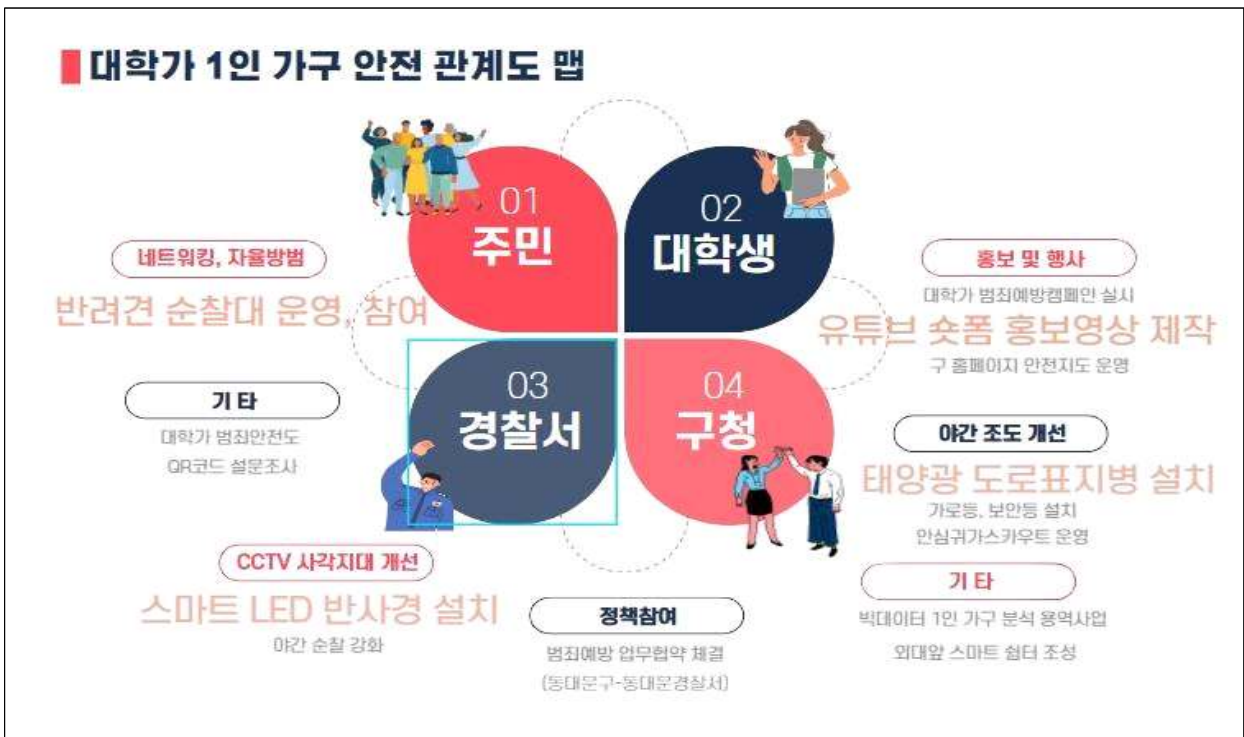 대학가 1인 가구 안전 관계도 맵
01
주민
02
대학생
03
경찰서
04
구청
네트워킹, 자율방범
반려견 순찰대 운영, 참여
기 타
대학가 범죄안전도
QR코드 설문조사
CCTV 사각지대 개선
스마트 LED 반사경 설치
야간 순찰 강화
정책참여
범죄예방 업무협약 체결
(동대문구-동대문경찰서)
홍보 및 행사
대학가 범죄예방캠페인 실시
유튜브 숏폼 홍보영상 제작
구 홈페이지 안전지도 운영
야간 조도 개선
태양광 도로표지병 설치
가로등, 보안등 설치
안심귀가스카우트 운영
기 타
빅데이터 1인 가구 분석 용역사업
외대앞 스마트 쉼터 조성